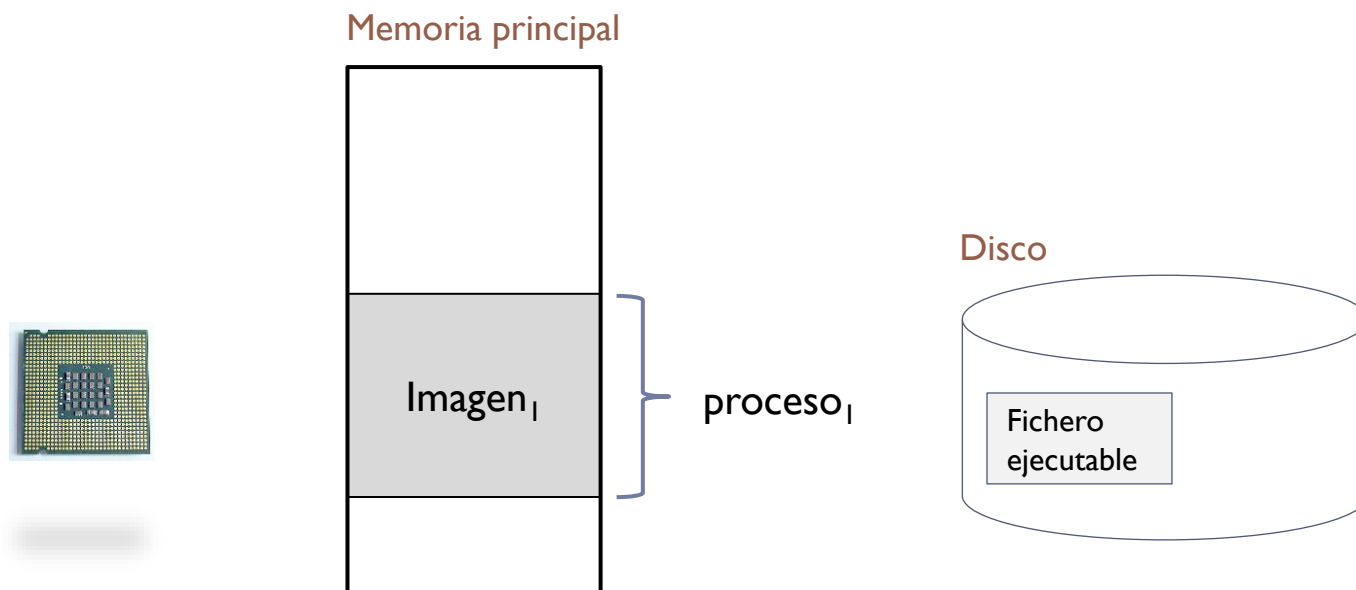 Memoria principal
Disco
Imagen₁
proceso₁
Fichero
ejecutable